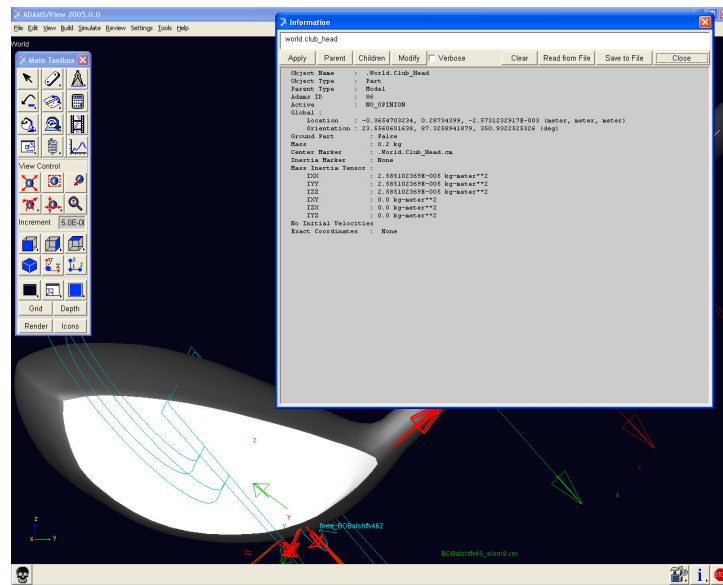 ADAMS/View 2005.0.0
File Edit View Build Simulate Review Settings Tools Help
World
Main Toolbox
View Control
Increment 5.0E-0
Grid Depth
Render Icons
Information
world.club_head
Apply Parent Children Modify Verbose Clear Read from File Save to File Close
Object Name : .World.Club_Head
Object Type : Part
Parent Type : Model
Adams ID : 86
Active : NO_OPINION
Global :
Location : -0.3654703234, 0.28734399, -2.5731232917E-003 (meter, meter, meter)
Orientation : 23.5560601638, 87.3258941879, 350.9322525326 (deg)
Ground Part : False
Mass : 0.2 kg
Center Marker : .World.Club_Head.cm
Inertia Marker : None
Mass Inertia Tensor :
IXX : 2.585102369E-005 kg-meter**2
IYY : 2.585102369E-005 kg-meter**2
IZZ : 2.585102369E-005 kg-meter**2
IXY : 0.0 kg-meter**2
IZX : 0.0 kg-meter**2
IYZ : 0.0 kg-meter**2
No Initial Velocities
Exact Coordinates : None
z
fixed_BOBalshftv462
BOBalshftv46_elem8.cm
z
x y